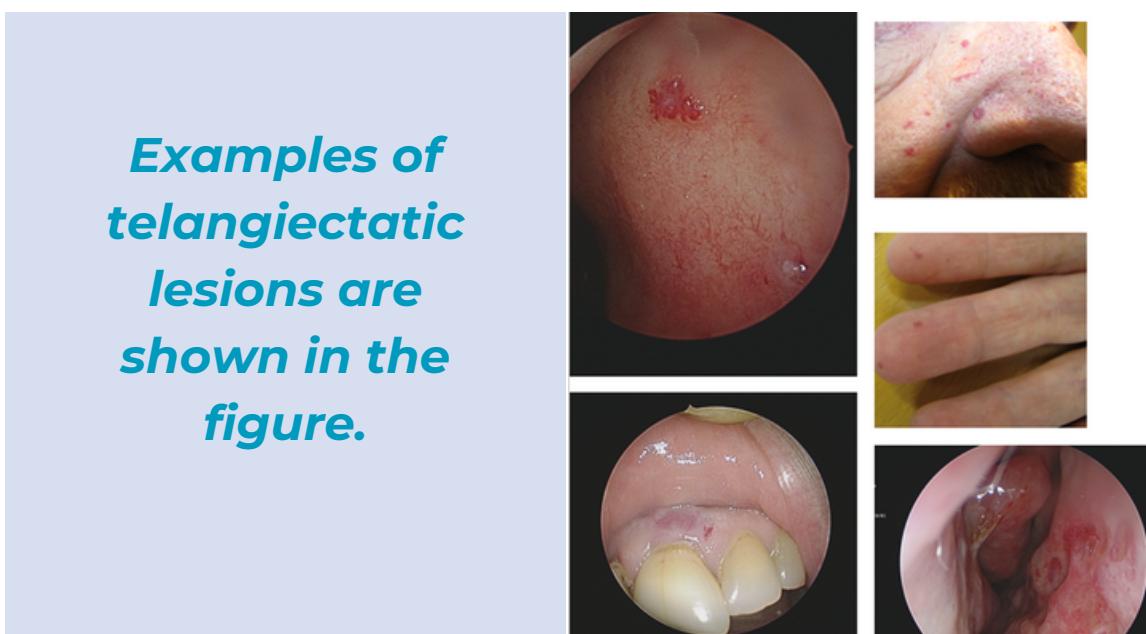 Examples of
telangiectatic
lesions are
shown in the
figure.